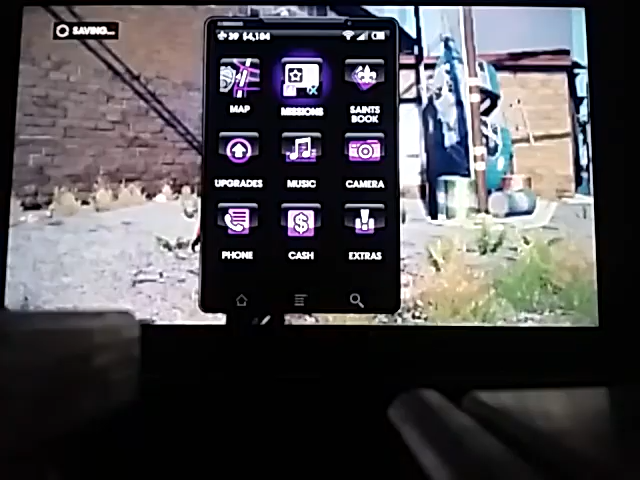 SAVING...
39 $4,184
MAP
MISSIONS
SAINTS
BOOK
UPGRADES
MUSIC
CAMERA
PHONE
CASH
EXTRAS